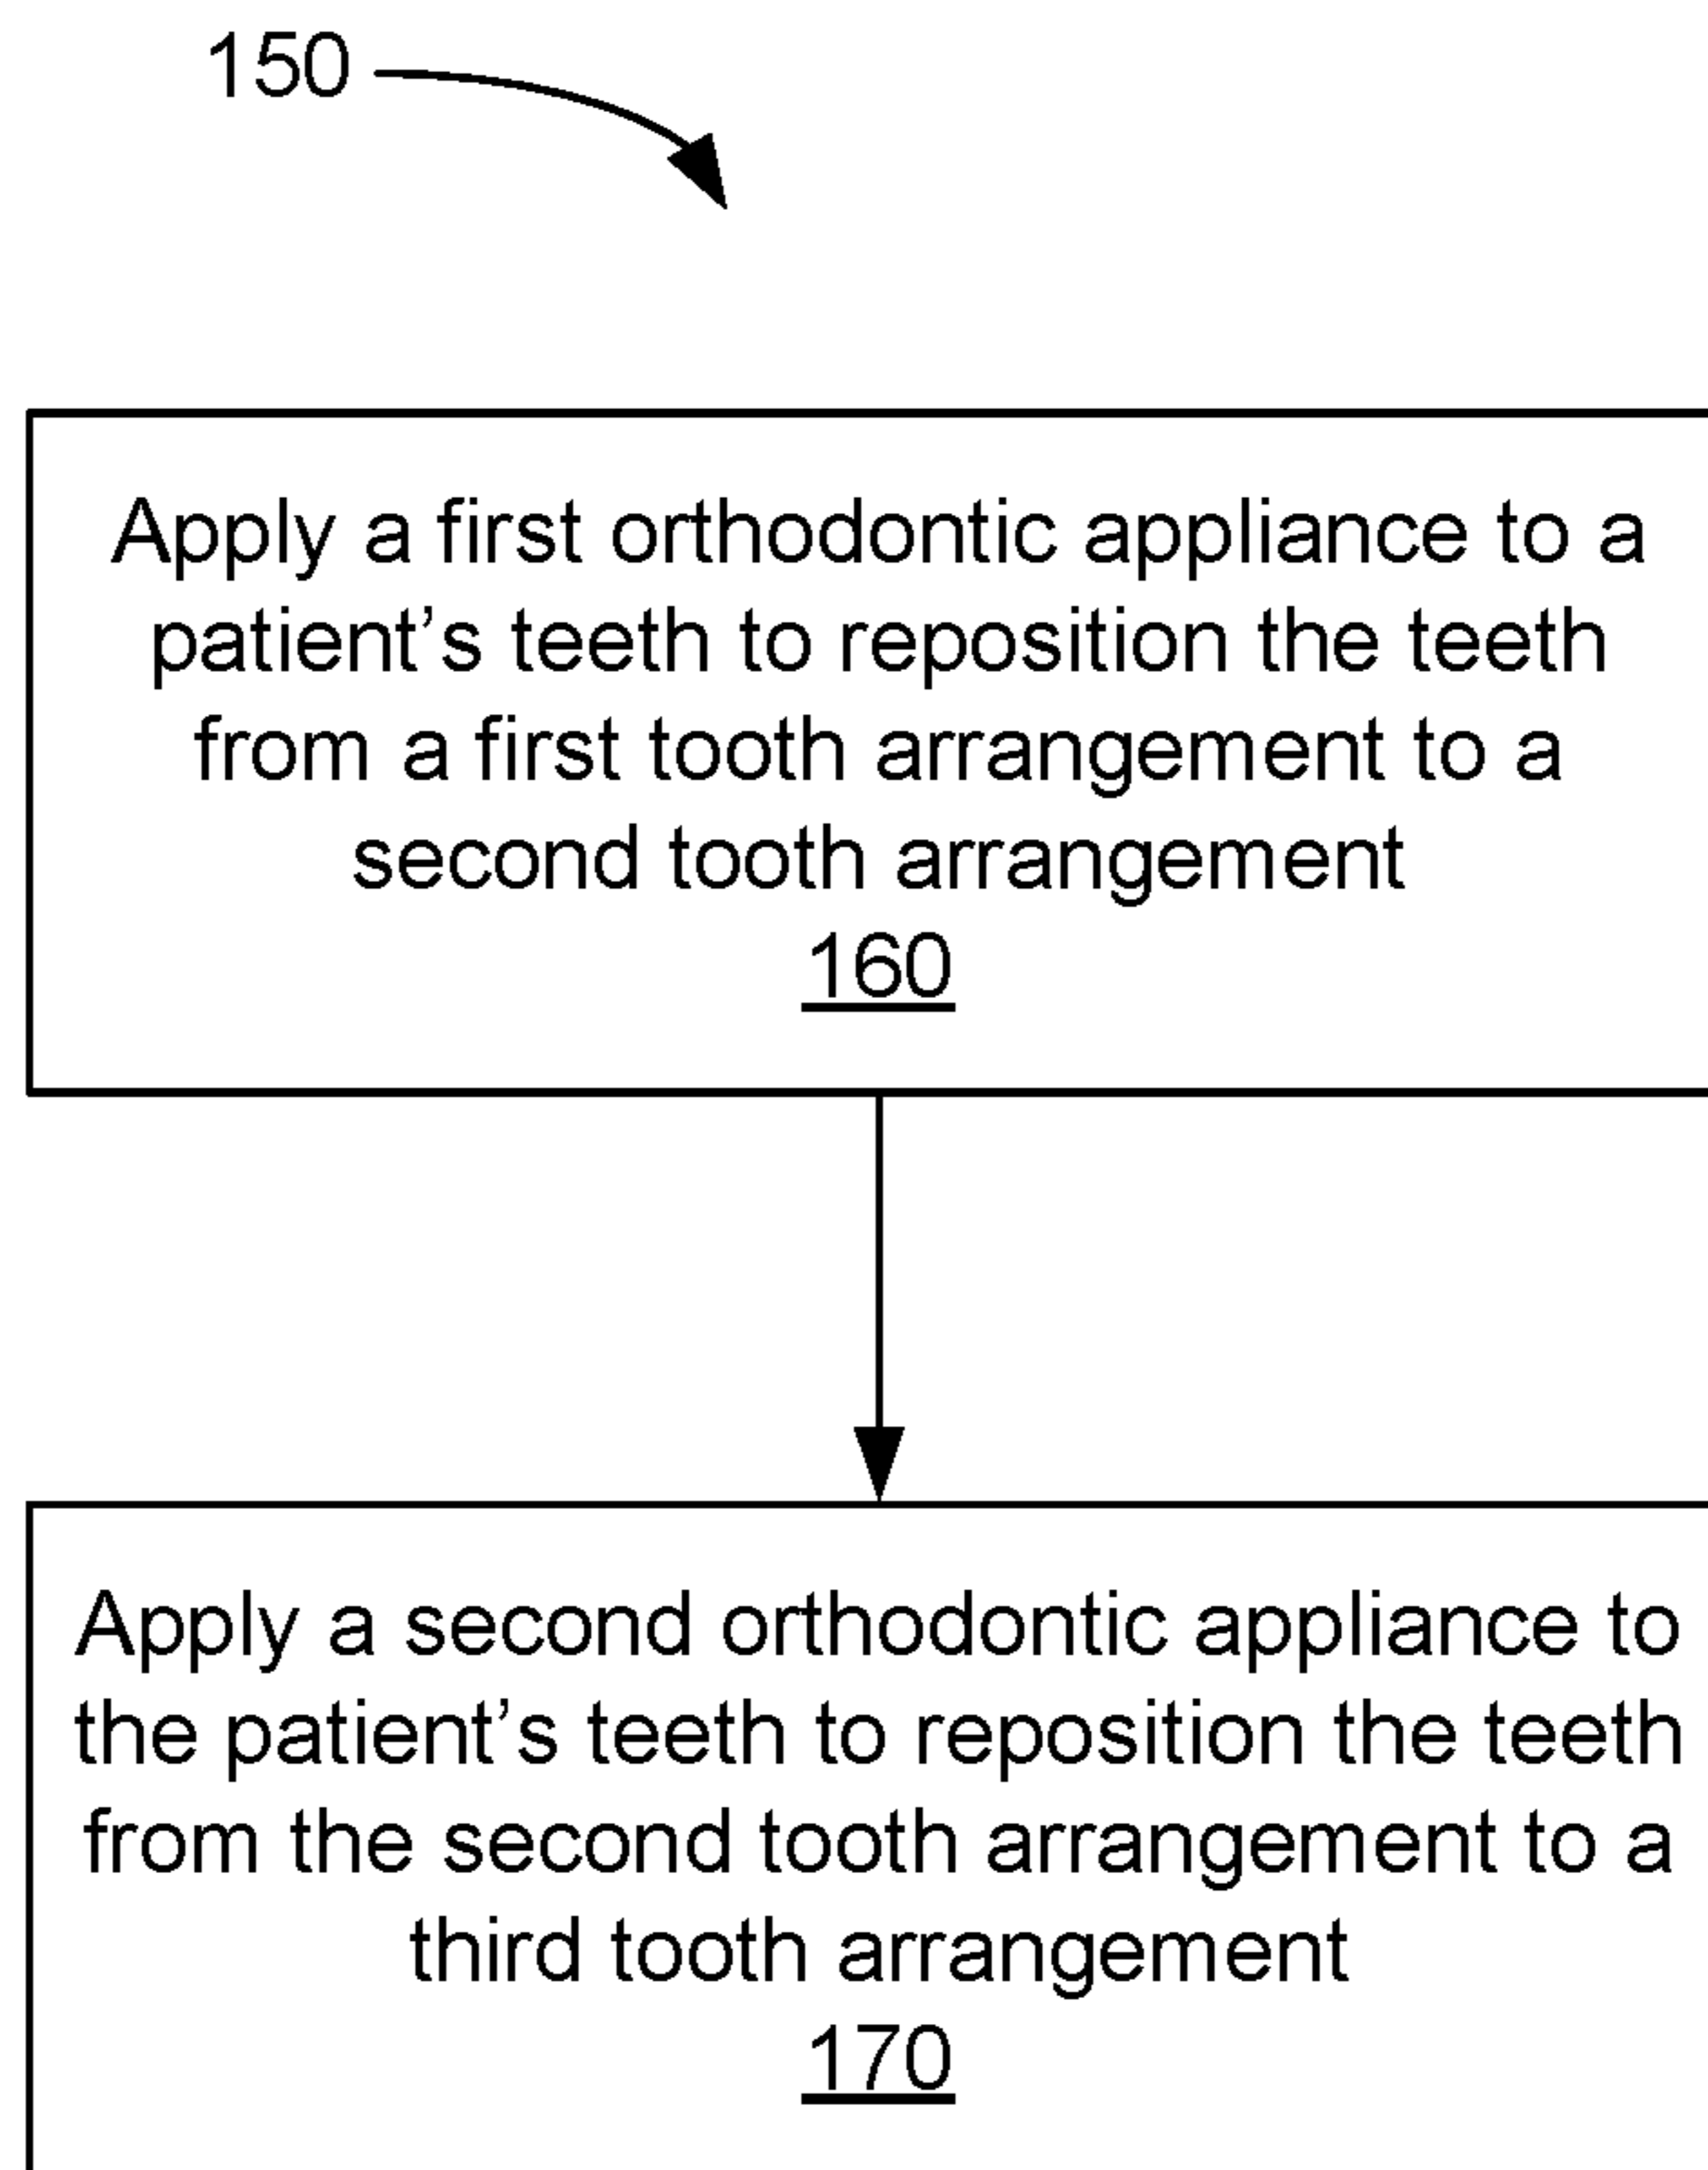 150
Apply a first orthodontic appliance to a
patient’s teeth to reposition the teeth
from a first tooth arrangement to a
second tooth arrangement
160
Apply a second orthodontic appliance to
the patient’s teeth to reposition the teeth
from the second tooth arrangement to a
third tooth arrangement
170